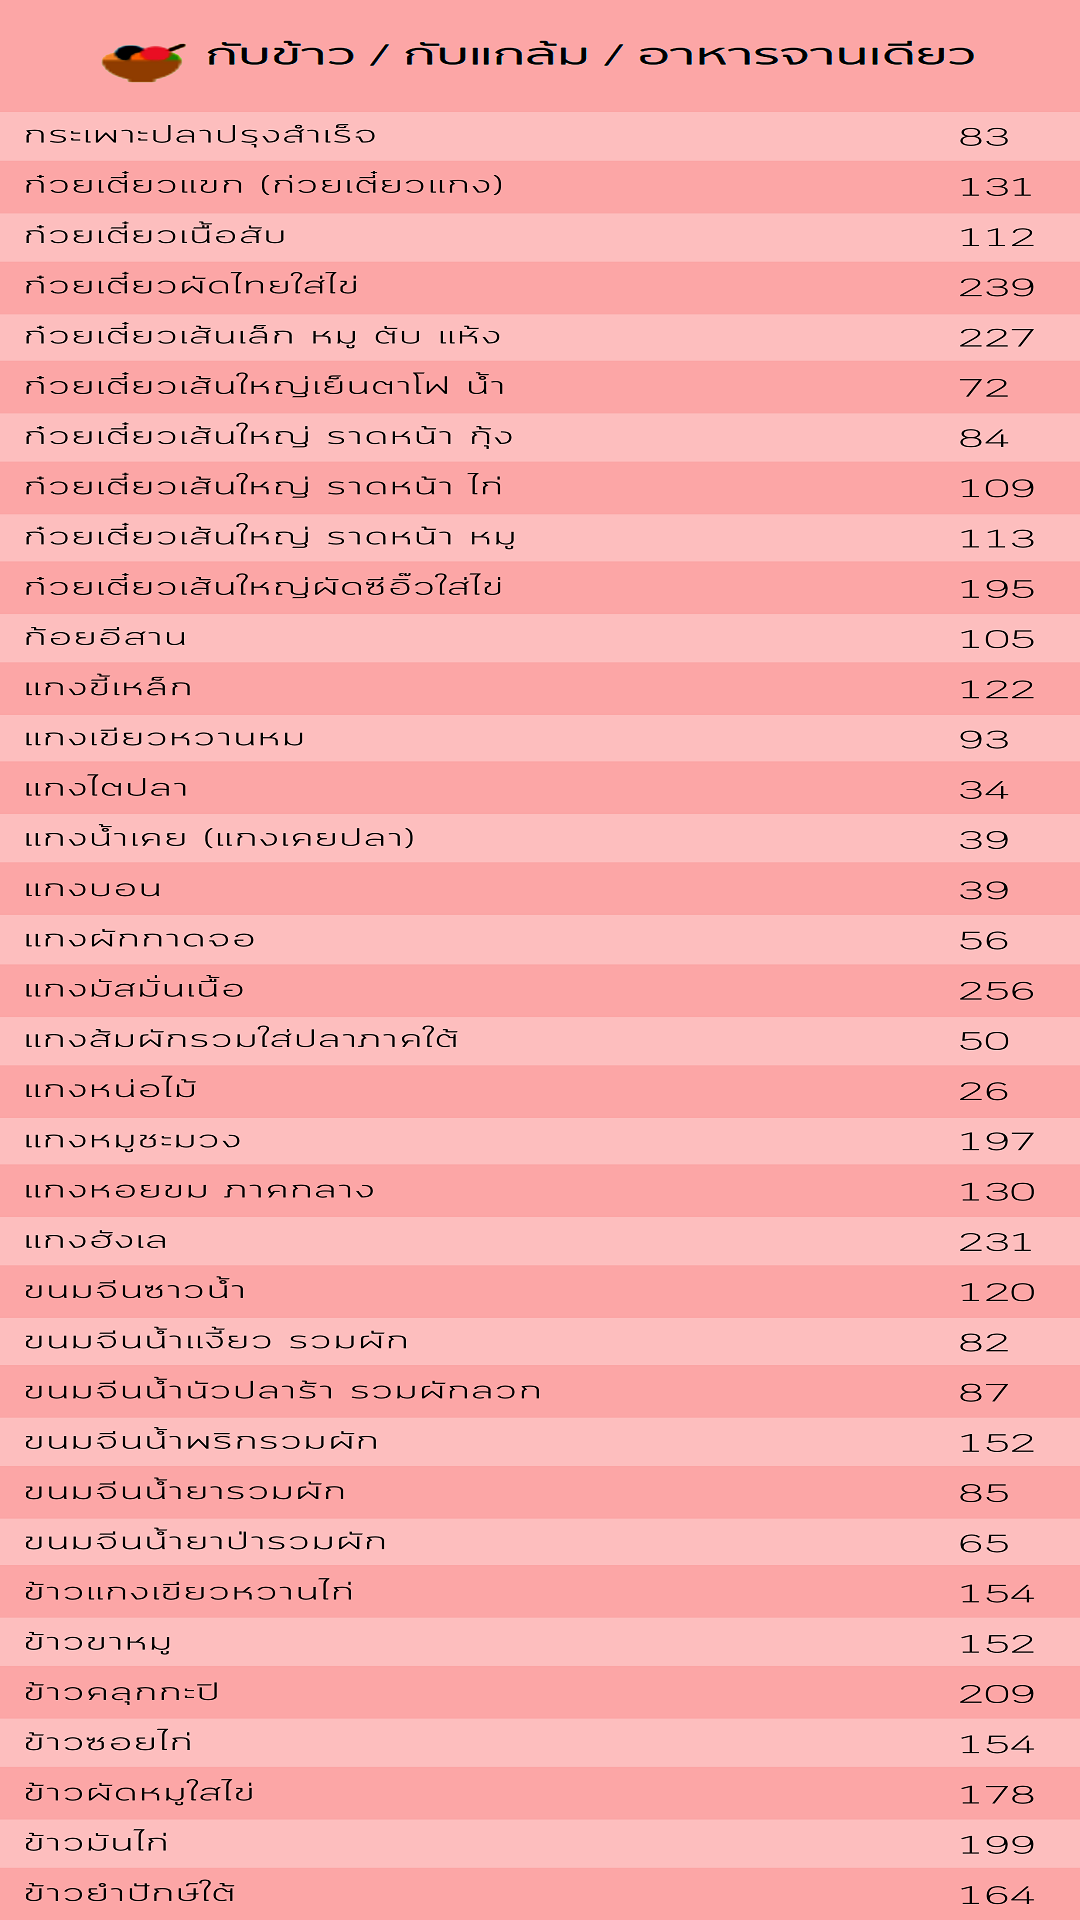 กับข้าว / กับแกล้ม / อาหารจานเดียว
กระเพาะปลาปรุงสำเร็จ 83
ก๋วยเตี๋ยวแขก (ก่วยเตี๋ยวแกง) 131
ก๋วยเตี๋ยวเนื้อสับ 112
ก๋วยเตี๋ยวผัดไทยใส่ไข่ 239
ก๋วยเตี๋ยวเส้นเล็ก หมู ตับ แห้ง 227
ก๋วยเตี๋ยวเส้นใหญ่เย็นตาโฟ น้ำ 72
ก๋วยเตี๋ยวเส้นใหญ่ ราดหน้า กุ้ง 84
ก๋วยเตี๋ยวเส้นใหญ่ ราดหน้า ไก่ 109
ก๋วยเตี๋ยวเส้นใหญ่ ราดหน้า หมู 113
ก๋วยเตี๋ยวเส้นใหญ่ผัดซีอิ๊วใส่ไข่ 195
ก้อยอีสาน 105
แกงขี้เหล็ก 122
แกงเขียวหวานหม 93
แกงไตปลา 34
แกงน้ำเคย (แกงเคยปลา) 39
แกงบอน 39
แกงผักกาดจอ 56
แกงมัสมั่นเนื้อ 256
แกงส้มผักรวมใส่ปลาภาคใต้ 50
แกงหน่อไม้ 26
แกงหมูชะมวง 197
แกงหอยขม ภาคกลาง 130
แกงฮังเล 231
ขนมจีนซาวน้ำ 120
ขนมจีนน้ำแงี้ยว รวมผัก 82
ขนมจีนน้ำนัวปลาร้า รวมผักลวก 87
ขนมจีนน้ำพริกรวมผัก 152
ขนมจีนน้ำยารวมผัก 85
ขนมจีนน้ำยาป่ารวมผัก 65
ข้าวแกงเขียวหวานไก่ 154
ข้าวขาหมู 152
ข้าวคลุกกะปิ 209
ข้าวซอยไก่ 154
ข้าวผัดหมูใสไข่ 178
ข้าวมันไก่ 199
ข้าวยำปักษ์ใต้ 164